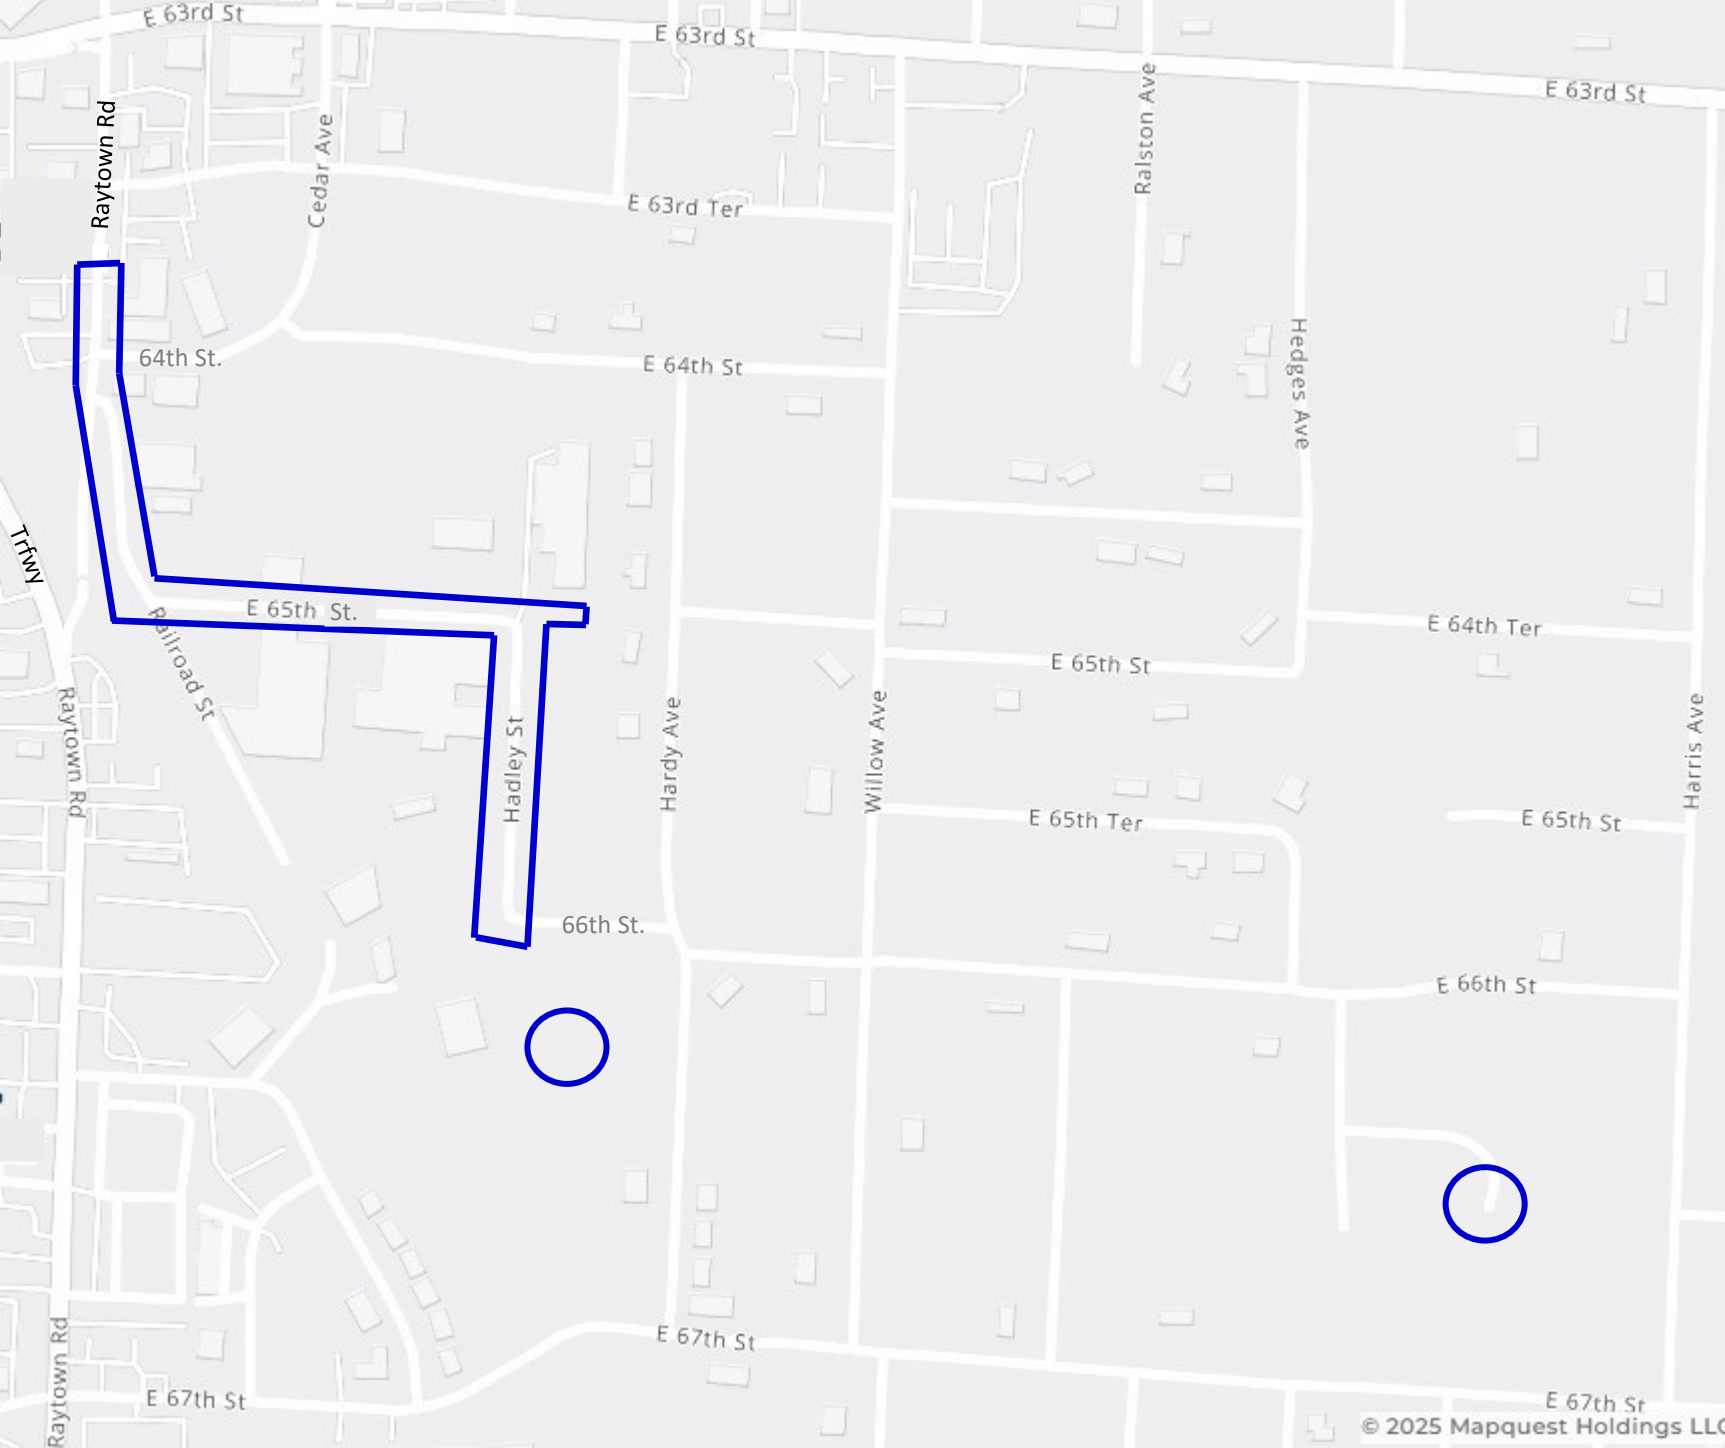 E 63rd St
E 63rd St
E 63rd St
Raytown Rd
Cedar Ave
Ralston Ave
E 63rd Ter
64th St.
E 64th St
Hedges Ave
Trfwy
E 65th St.
Railroad St
E 64th Ter
E 65th St
Raytown Rd
Hadley St
Hardy Ave
Willow Ave
Harris Ave
E 65th Ter
E 65th St
66th St.
E 66th St
E 67th St
Raytown Rd
E 67th St
E 67th St
© 2025 Mapquest Holdings LLC